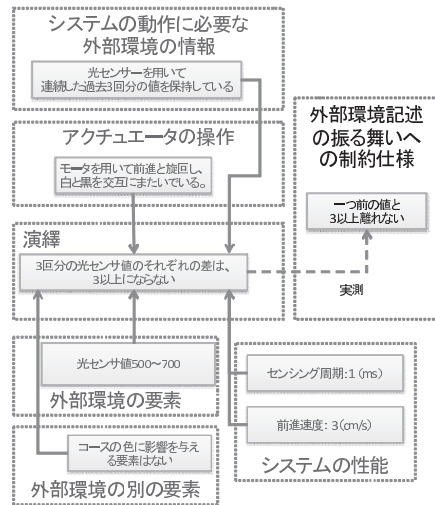 システムの動作に必要な
外部環境の情報
光センサーを用いて
連続した過去3回分の値を保持している
アクチュエータの操作
モータを用いて前進と旋回し、
白と黒を交互にまたいでいる。
外部環境記述
の振る舞いへ
の制約仕様
一つ前の値と
3以上離れない
演繹
3回分の光センサ値のそれぞれの差は、
3以上にならない
実測
光センサ値500～700
外部環境の要素
センシング周期:1(ms)
前進速度: 3(cm/s)
システムの性能
コースの色に影響を与え
る要素はない
外部環境の別の要素